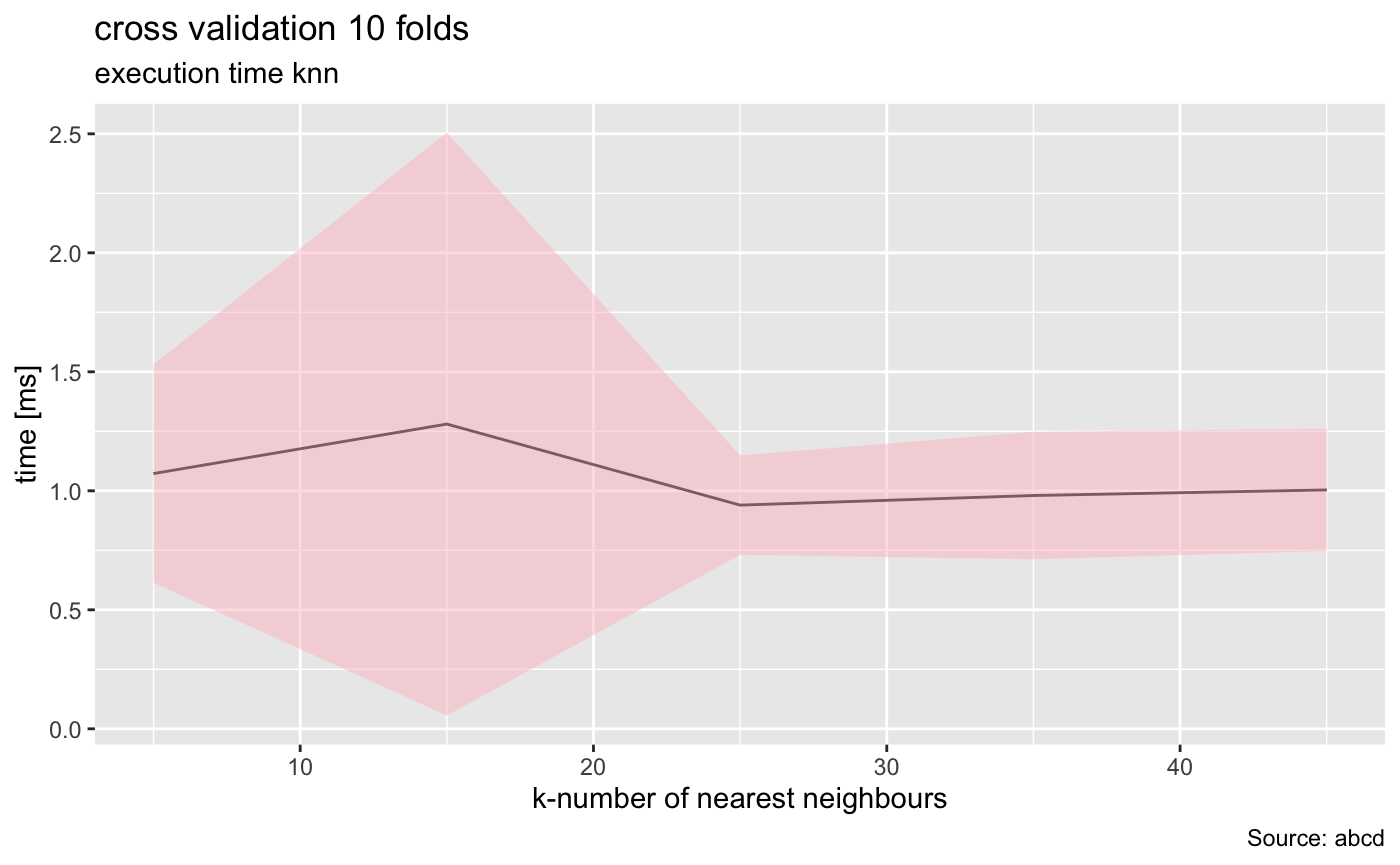 cross validation 10 folds
execution time knn
2.5
2.0
1.5
1.0
0.5
0.0
time [ms]
10 20 30 40
k-number of nearest neighbours
Source: abcd